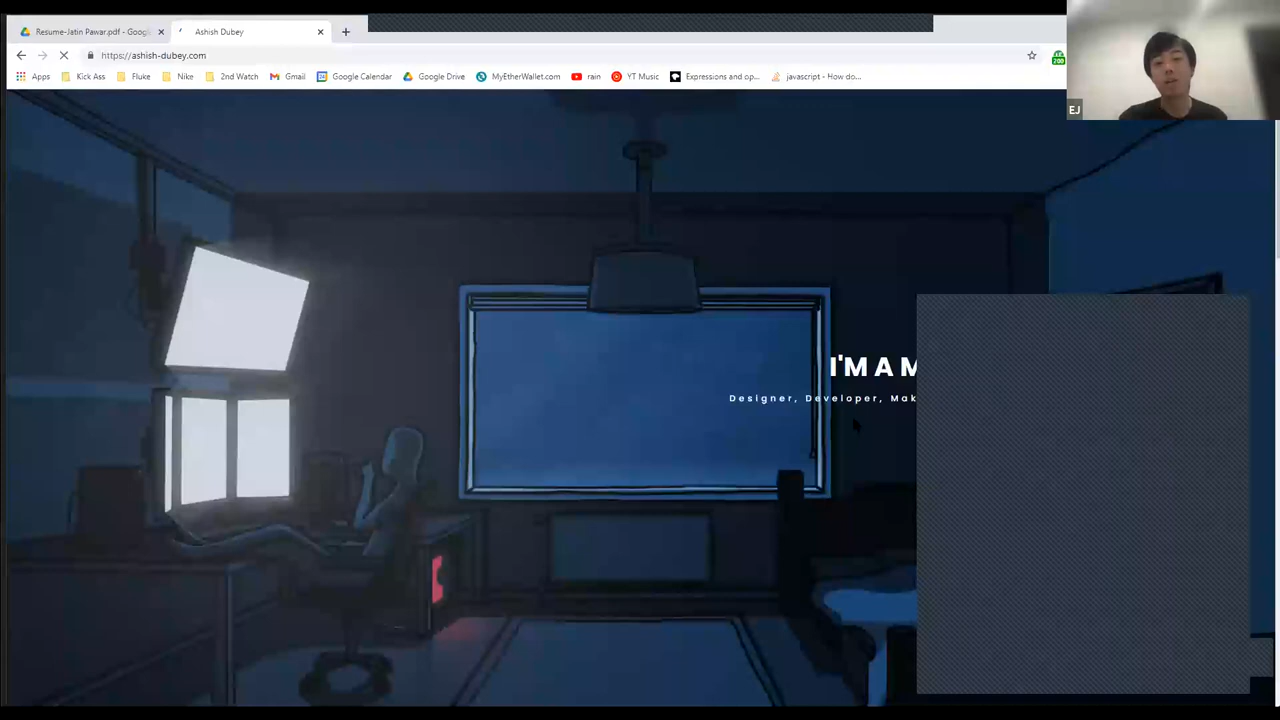 Resume-Jatin Pawar.pdf - Googl
Ashish Dubey
https://ashish-dubey.com
200
Apps
Kick Ass
Fluke
Nike
2nd Watch
Gmail
Google Calendar
Google Drive
MyEtherWallet.com
rain
YT Music
Expressions and op...
javascript - How do...
EJ
I'M A M
Designer, Developer, Mak